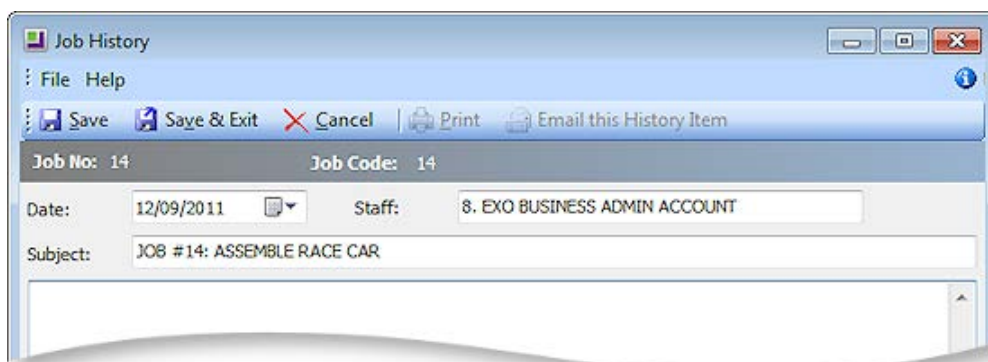 Job History
File Help
Save Save & Exit Cancel Print Email this History Item
Job No: 14 Job Code: 14
Date: 12/09/2011 Staff: 8. EXO BUSINESS ADMIN ACCOUNT
Subject: JOB #14: ASSEMBLE RACE CAR